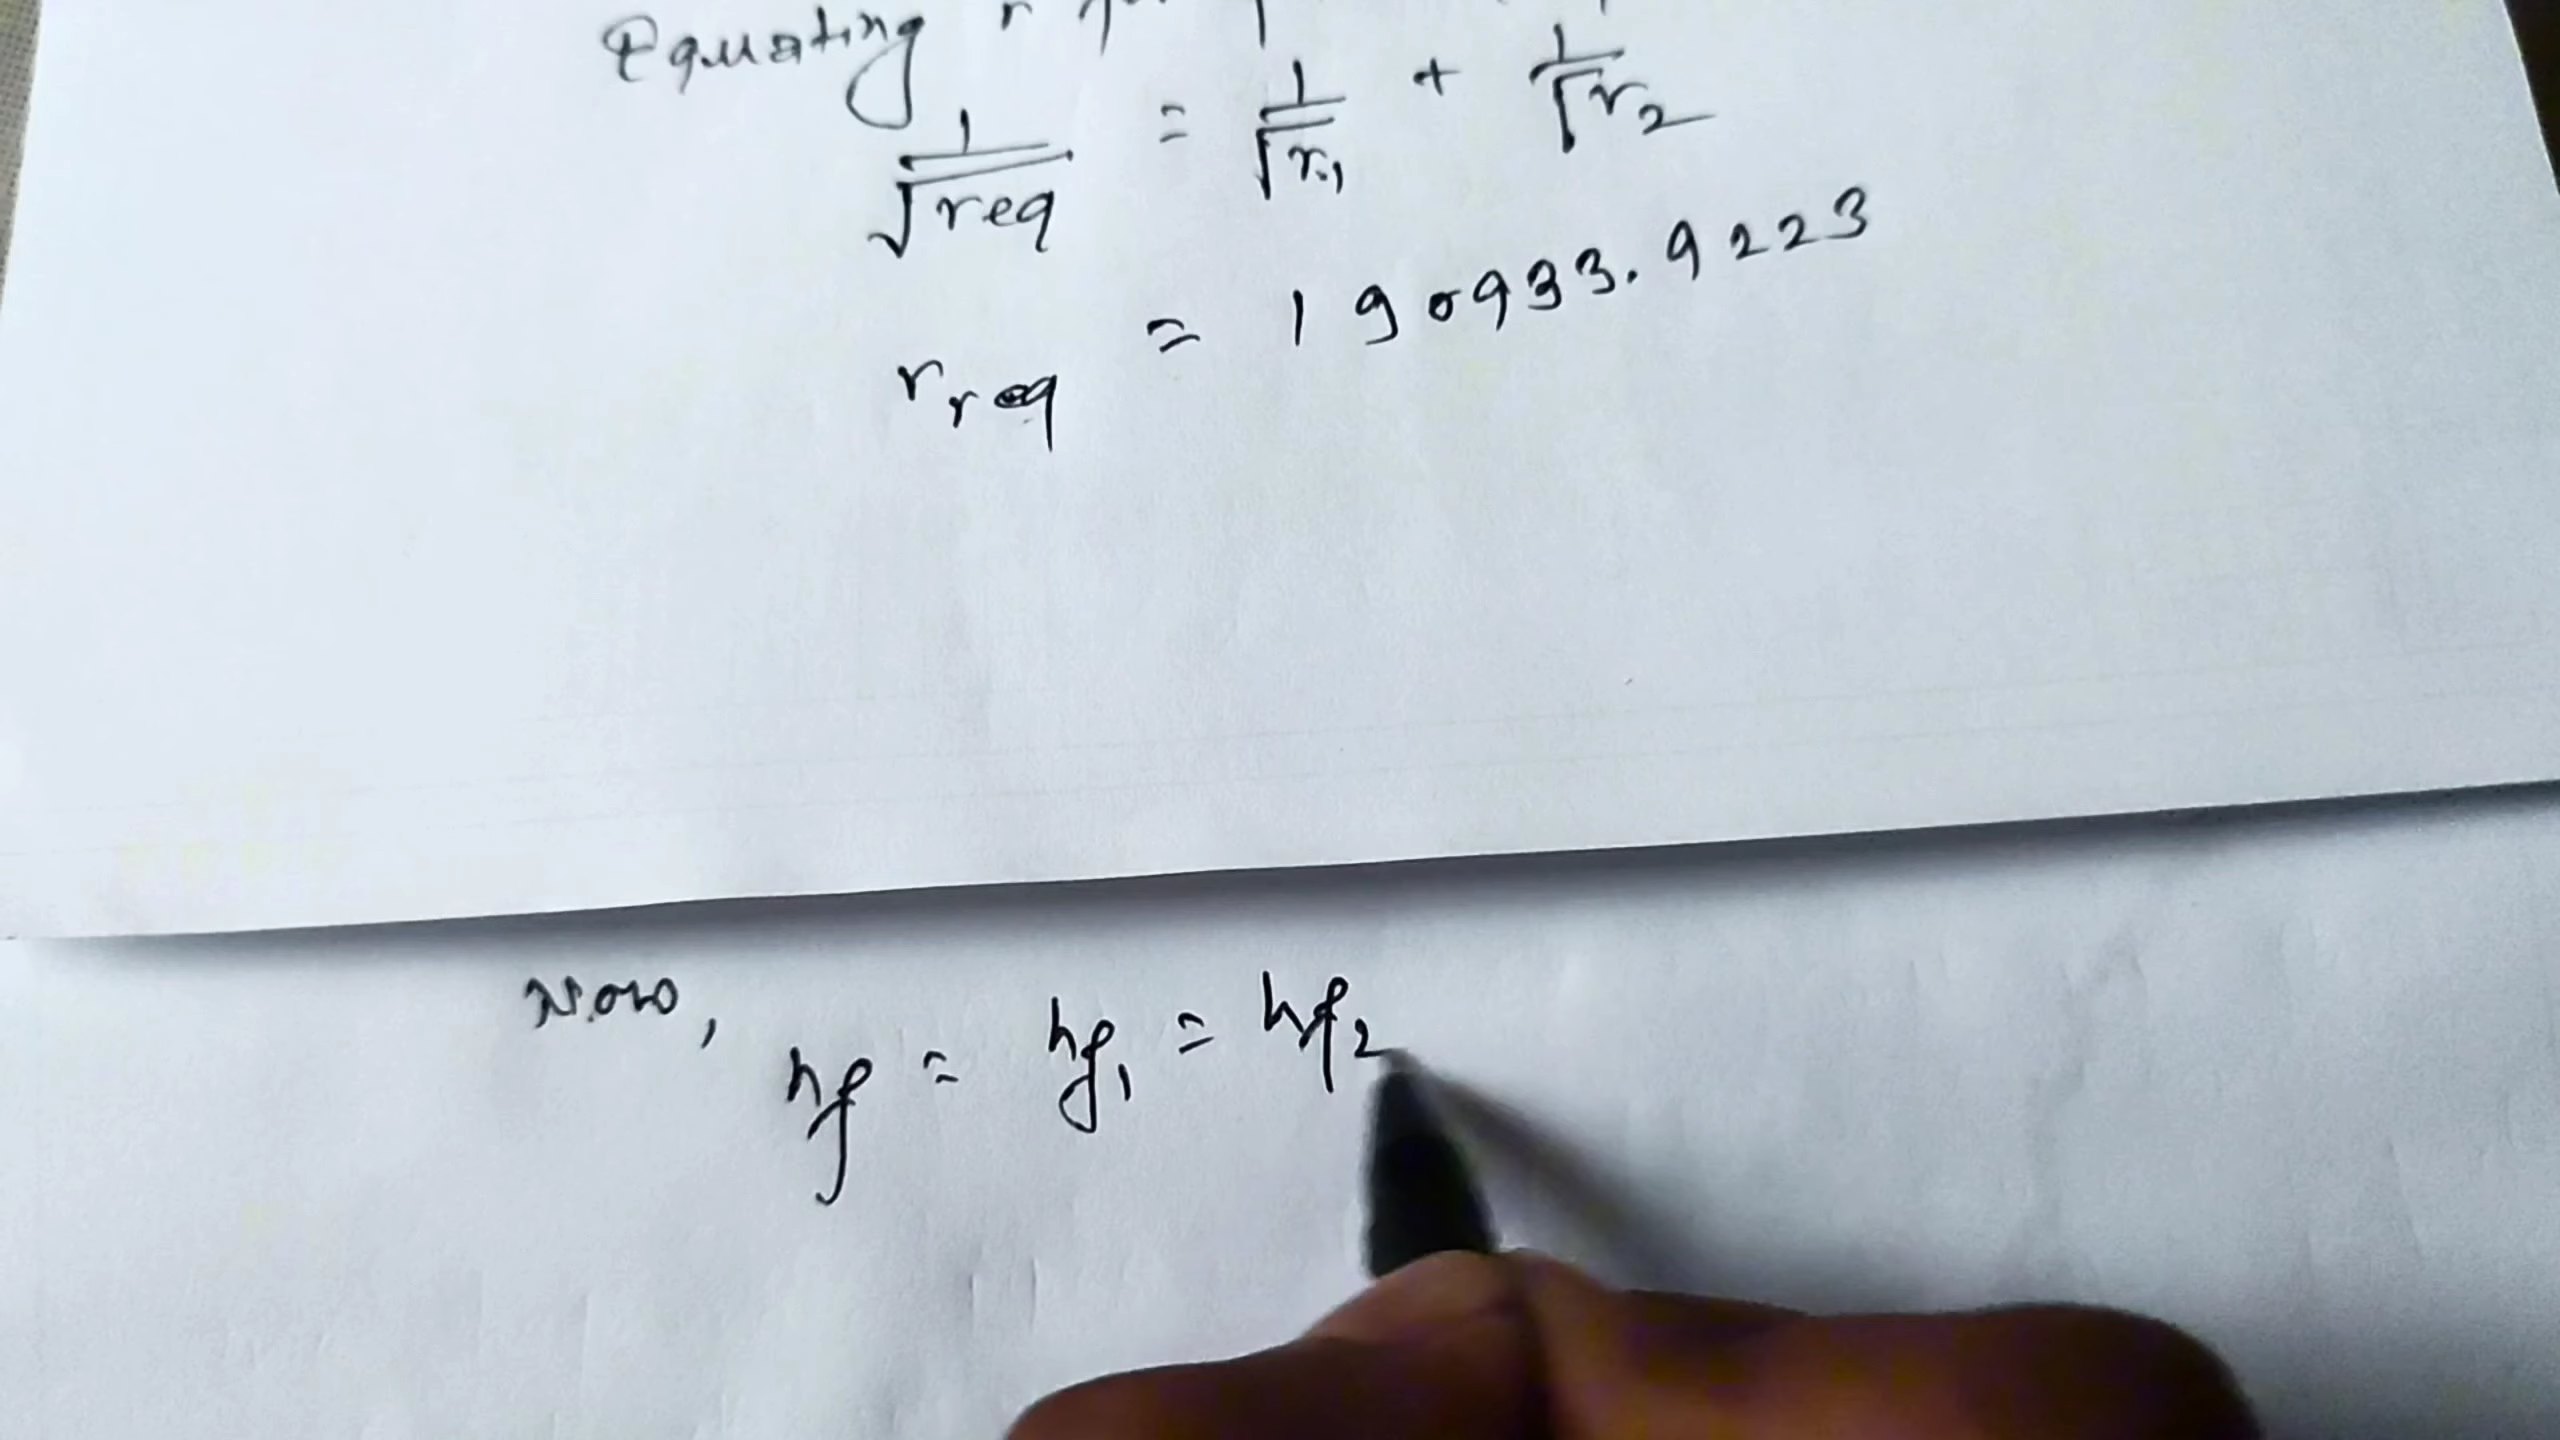 Equating r
1/√req = 1/√r1 + 1/√r2
rreq = 190933.9223
Now,
hf = hf1 = hf2